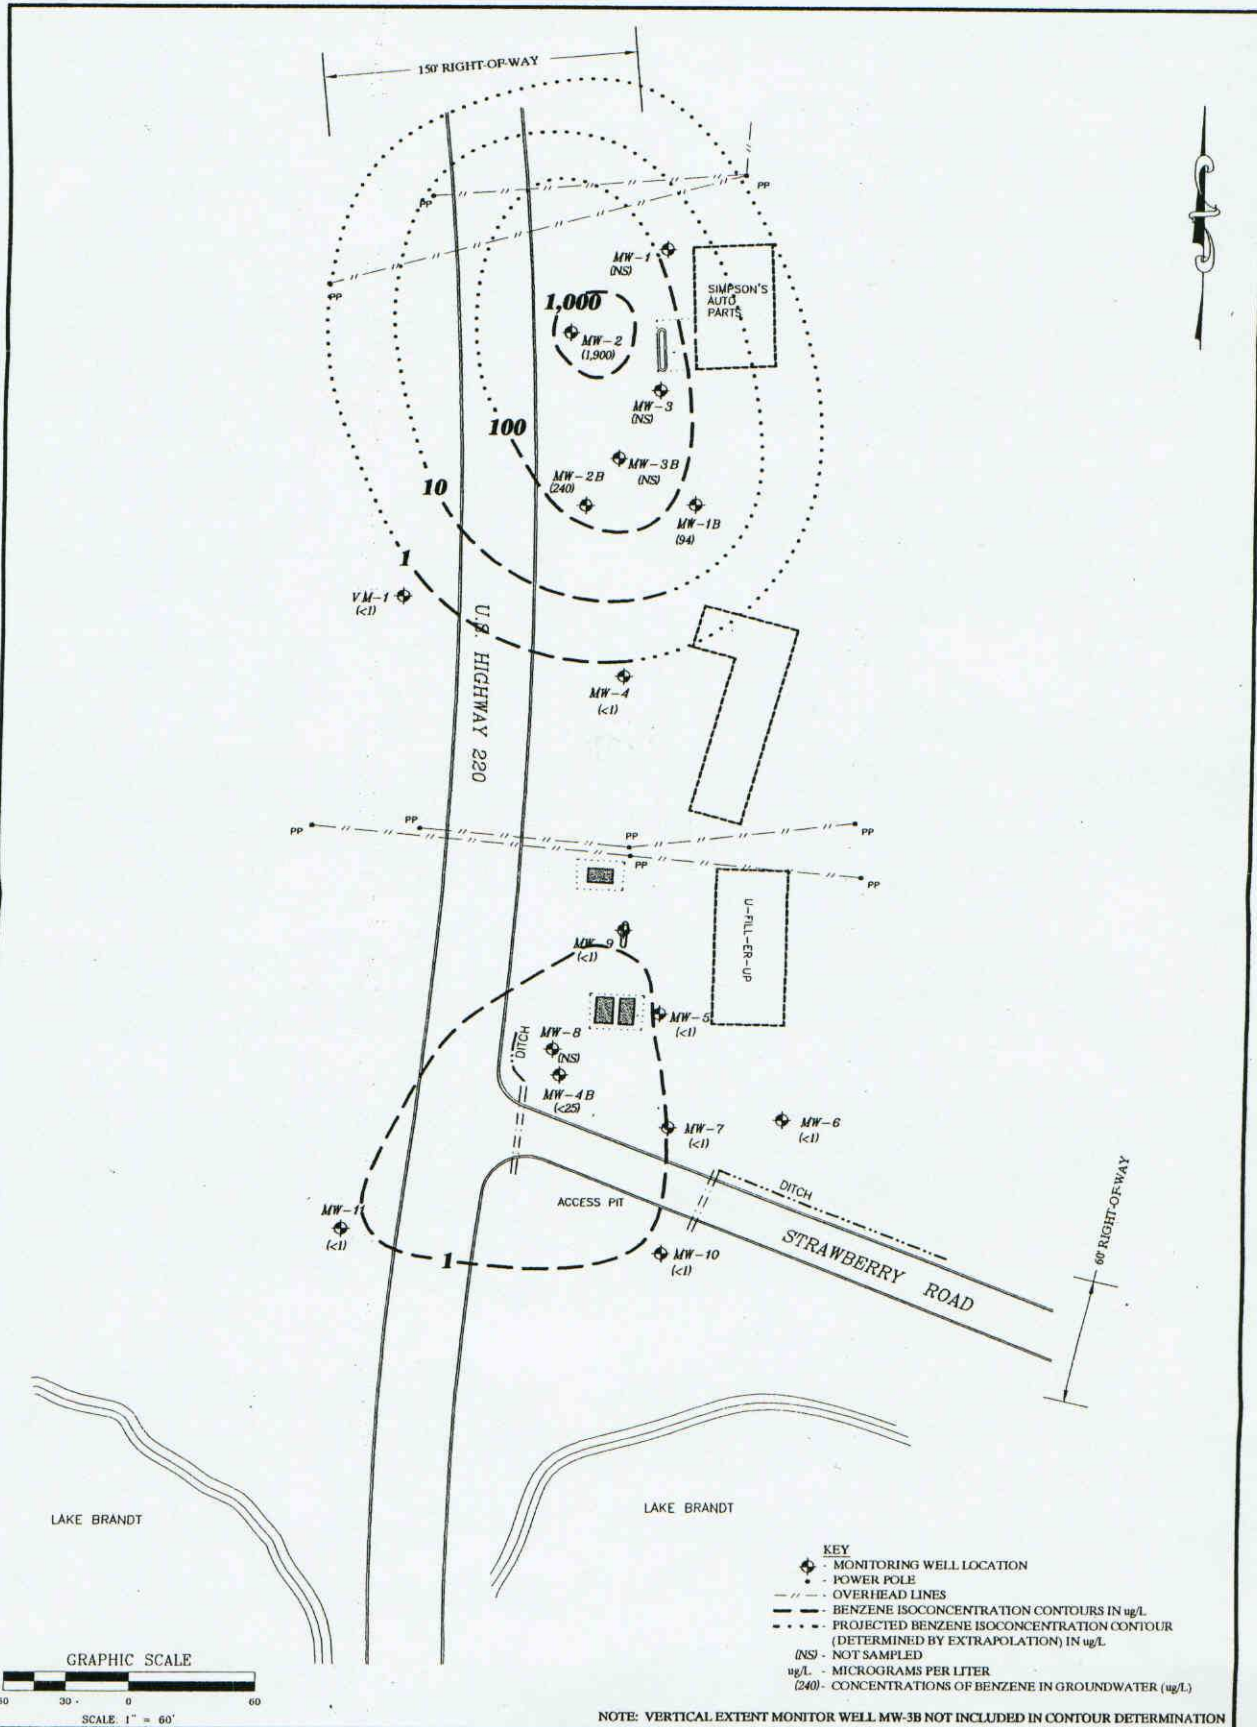 150' RIGHT-OF-WAY
PP
PP
PP
MW-1
(NS)
SIMPSON'S
AUTO
PARTS
1,000
MW-2
(1,900)
MW-3
(NS)
100
MW-3B
(NS)
MW-2B
(240)
10
MW-1B
(94)
1
VM-1
(<1)
U.S. HIGHWAY 220
MW-4
(<1)
PP
PP
PP
PP
PP
PP
U-FILL-ER-UP
MW-9
(<1)
MW-5
(<1)
DITCH
MW-8
(NS)
MW-4B
(<25)
MW-7
(<1)
MW-6
(<1)
DITCH
ACCESS PIT
60' RIGHT-OF-WAY
MW-11
(<1)
1
MW-10
(<1)
STRAWBERRY ROAD
LAKE BRANDT
LAKE BRANDT
KEY
- MONITORING WELL LOCATION
- POWER POLE
- OVERHEAD LINES
- BENZENE ISOCONCENTRATION CONTOURS IN ug/L
- PROJECTED BENZENE ISOCONCENTRATION CONTOUR
(DETERMINED BY EXTRAPOLATION) IN ug/L
(NS) - NOT SAMPLED
ug/L - MICROGRAMS PER LITER
(240) - CONCENTRATIONS OF BENZENE IN GROUNDWATER (ug/L)
GRAPHIC SCALE
30 0 60
SCALE: 1" = 60'
NOTE: VERTICAL EXTENT MONITOR WELL MW-3B NOT INCLUDED IN CONTOUR DETERMINATION